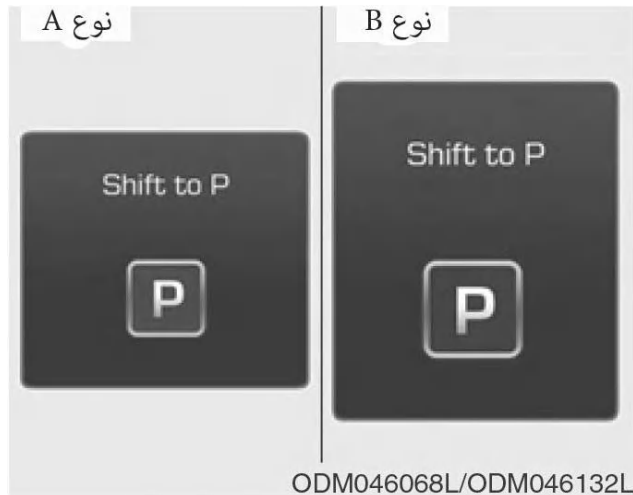 نوع A
نوع B
Shift to P
P
Shift to P
P
ODM046068L/ODM046132L